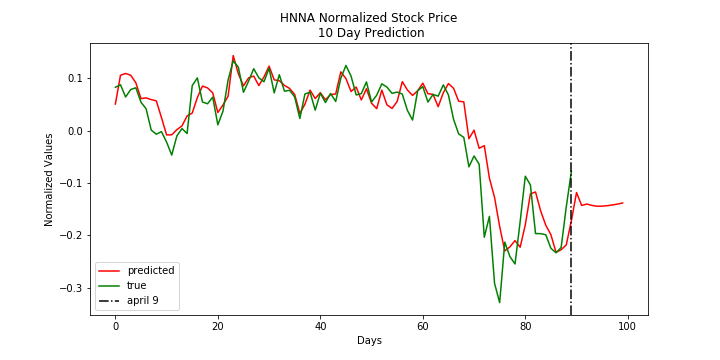 HNNA Normalized Stock Price
10 Day Prediction
Normalized Values
0.1
0.0
−0.1
−0.2
−0.3
predicted
true
april 9
0
20
40
60
80
100
Days